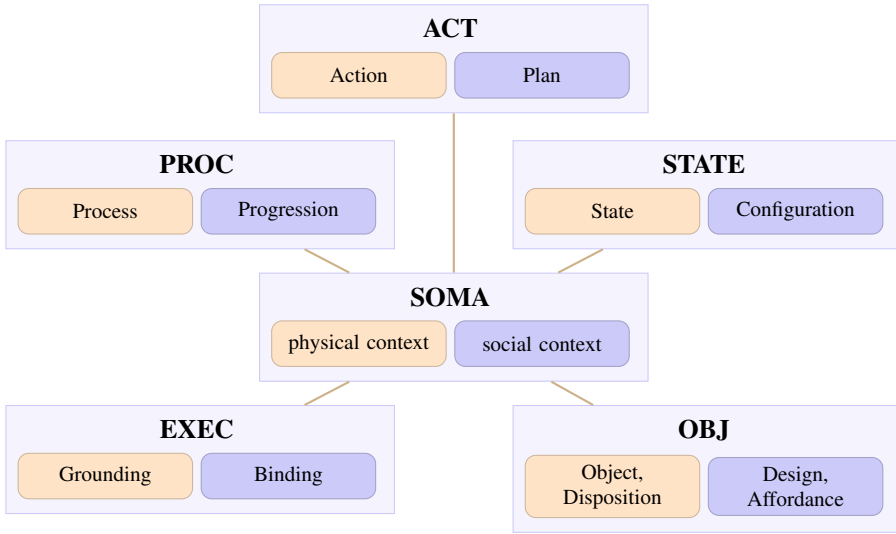 ACT
Action
Plan
PROC
Process
Progression
STATE
State
Configuration
SOMA
physical context
social context
EXEC
Grounding
Binding
OBJ
Object,
Disposition
Design,
Affordance